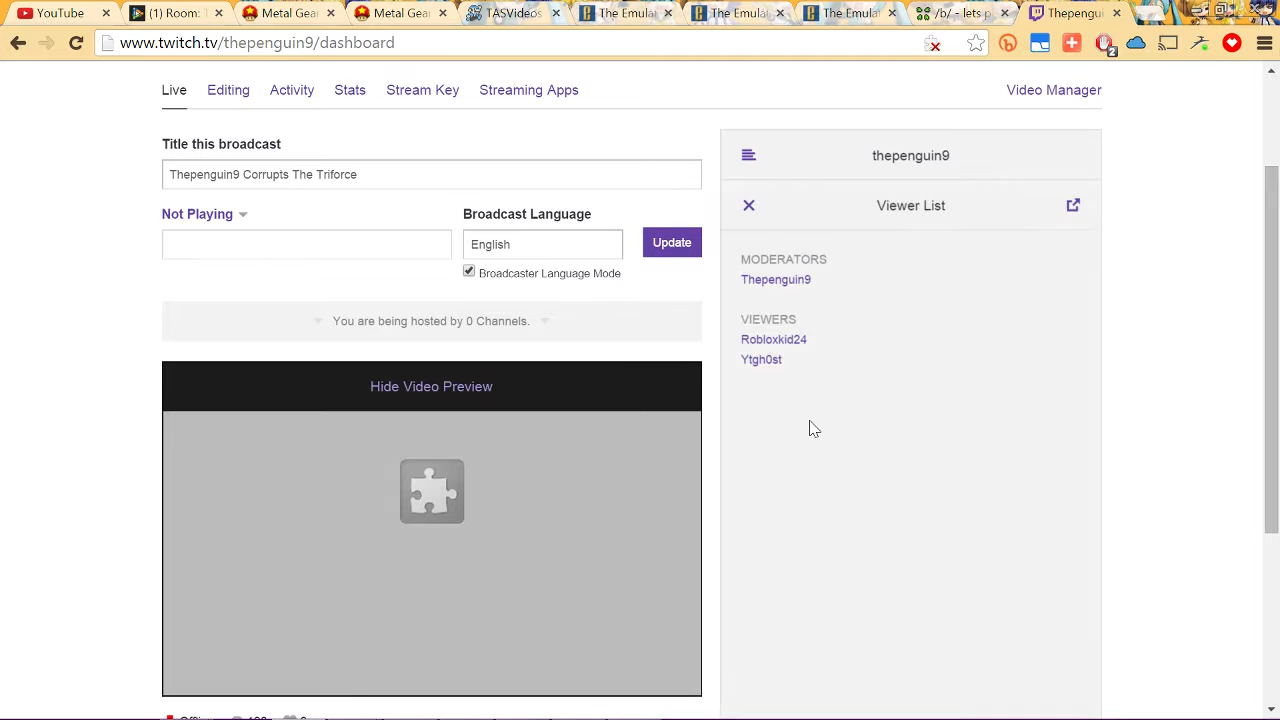 YouTube
(1) Room:
Metal Gea
Metal Gea
TASVideos
The Emula
The Emula
The Emula
/b/ - lets p
Thepengui
www.twitch.tv/thepenguin9/dashboard
2
Live
Editing
Activity
Stats
Stream Key
Streaming Apps
Video Manager
Title this broadcast
Thepenguin9 Corrupts The Triforce
Not Playing
Broadcast Language
English
Update
Broadcaster Language Mode
You are being hosted by 0 Channels.
Hide Video Preview
thepenguin9
Viewer List
MODERATORS
Thepenguin9
VIEWERS
Robloxkid24
Ytgh0st